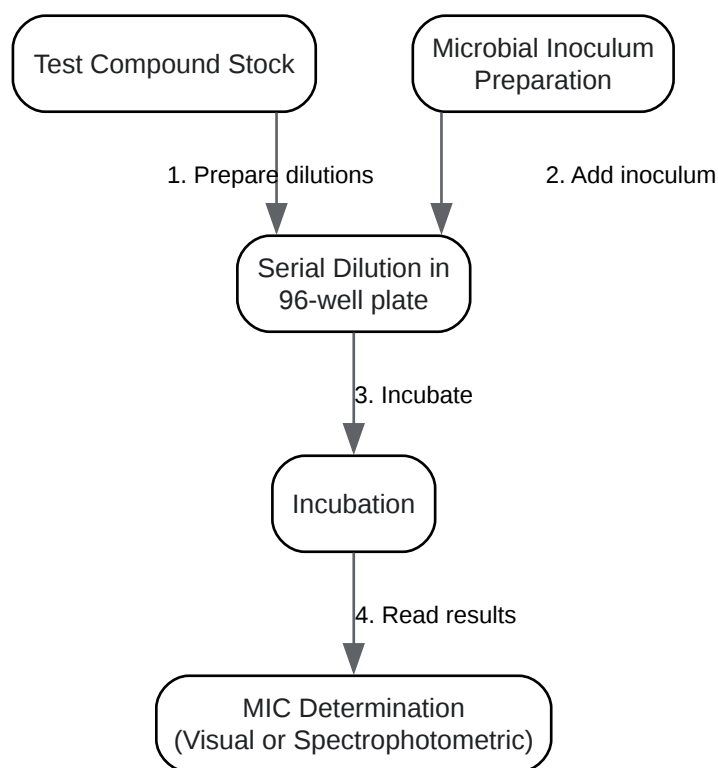 Test Compound Stock
Microbial Inoculum
Preparation
1. Prepare dilutions
2. Add inoculum
Serial Dilution in
96-well plate
3. Incubate
Incubation
4. Read results
MIC Determination
(Visual or Spectrophotometric)